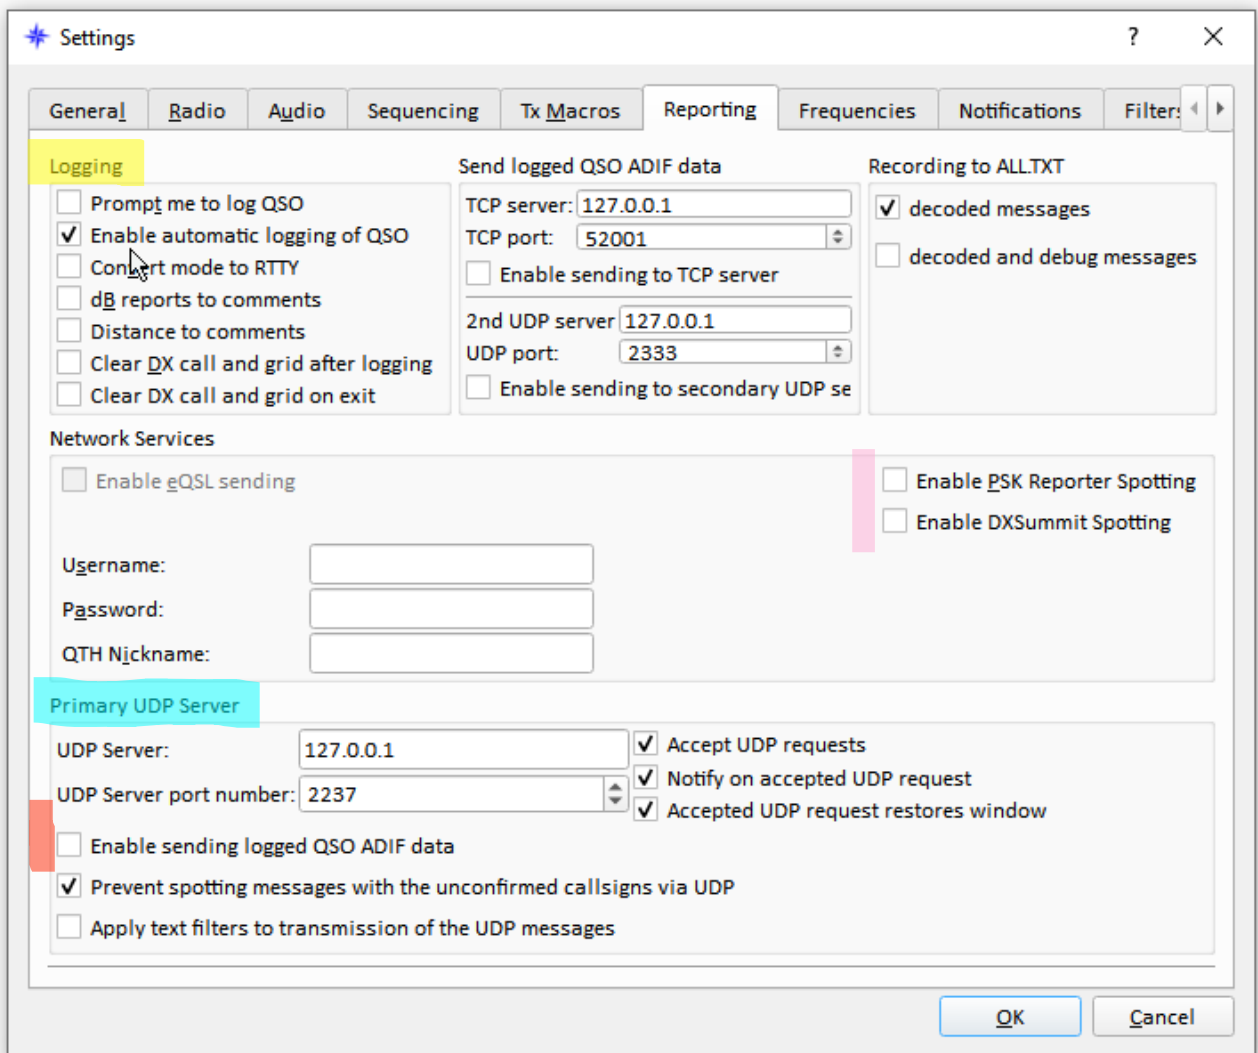 Settings
?
General Radio Audio Sequencing Tx Macros Reporting Frequencies Notifications Filter
Logging
Prompt me to log QSO
Enable automatic logging of QSO
Convert mode to RTTY
dB reports to comments
Distance to comments
Clear DX call and grid after logging
Clear DX call and grid on exit
Send logged QSO ADIF data
TCP server: 127.0.0.1
TCP port: 52001
Enable sending to TCP server
2nd UDP server 127.0.0.1
UDP port: 2333
Enable sending to secondary UDP se
Recording to ALL.TXT
decoded messages
decoded and debug messages
Network Services
Enable eQSL sending
Enable PSK Reporter Spotting
Enable DXSummit Spotting
Username:
Password:
QTH Nickname:
Primary UDP Server
UDP Server: 127.0.0.1
UDP Server port number: 2237
Accept UDP requests
Notify on accepted UDP request
Accepted UDP request restores window
Enable sending logged QSO ADIF data
Prevent spotting messages with the unconfirmed callsigns via UDP
Apply text filters to transmission of the UDP messages
OK Cancel